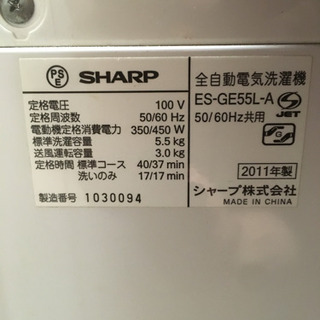 PSE SHARP
定格電圧 100 V
定格周波数 50/60 Hz
電動機定格消費電力 350/450 W
標準洗濯容量 5.5 kg
送風運転容量 3.0 kg
定格時間 標準コース 40/37 min
洗いのみ 17/17 min
製造番号 1030094
全自動電気洗濯機
ES-GE55L-A
50/60Hz共用
JET
2011年製
シャープ株式会社
MADE IN CHINA